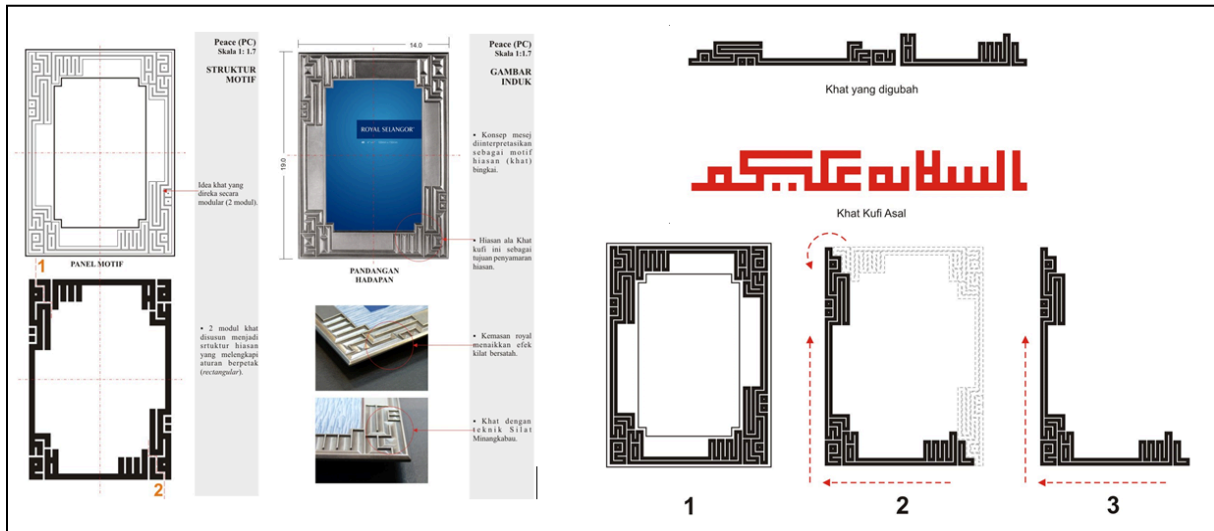 Peace (PC)
Skala 1: 1.7
STRUKTUR
MOTIF
Idea khat yang
direka secara
modular (2 modul).
PANEL MOTIF
1
• 2 modul khat
disusun menjadi
srtuktur hiasan
yang melengkapi
aturan berpetak
(rectangular).
2
14.0
19.0
ROYAL SELANGOR
PANDANGAN
HADAPAN
Peace (PC)
Skala 1:1.7
GAMBAR
INDUK
• Konsep mesej
diinterpretasikan
sebagai motif
hiasan (khat)
bingkai.
• Hiasan ala Khat
kufi ini sebagai
tujuan penyamaran
hiasan.
• Kemasan royal
menaikkan efek
kilat bersatah.
• Khat dengan
teknik Silat
Minangkabau.
Khat yang digubah
السلام عليكم
Khat Kufi Asal
1
2
3